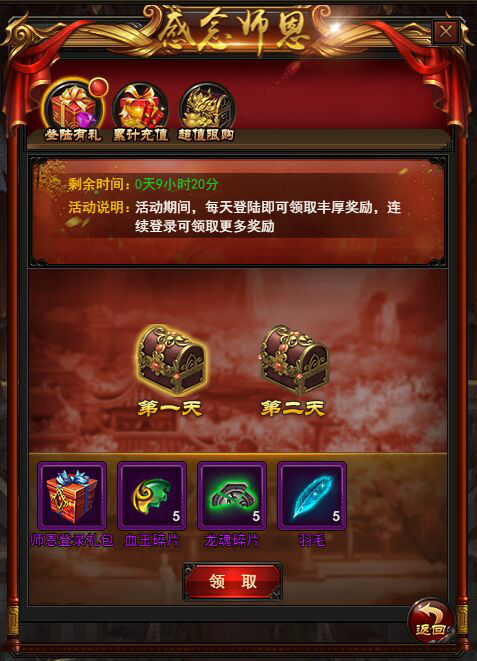 感念师恩
登陆有礼 累计充值 超值限购
剩余时间：0天9小时20分
活动说明：活动期间，每天登陆即可领取丰厚奖励，连
续登录可领取更多奖励
第一天 第二天
5 5 5
师恩登录礼包 血玉碎片 龙魂碎片 羽毛
领 取
返回